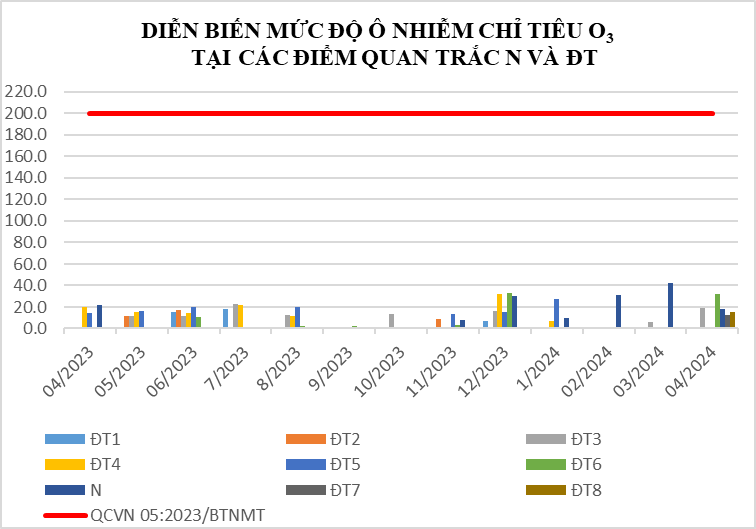 DIỄN BIẾN MỨC ĐỘ Ô NHIỄM CHỈ TIÊU O₃
TẠI CÁC ĐIỂM QUAN TRẮC N VÀ ĐT
220.0
200.0
180.0
160.0
140.0
120.0
100.0
80.0
60.0
40.0
20.0
0.0
04/2023 05/2023 06/2023 7/2023 8/2023 9/2023 10/2023 11/2023 12/2023 1/2024 02/2024 03/2024 04/2024
ĐT1 ĐT2 ĐT3
ĐT4 ĐT5 ĐT6
N ĐT7 ĐT8
QCVN 05:2023/BTNMT